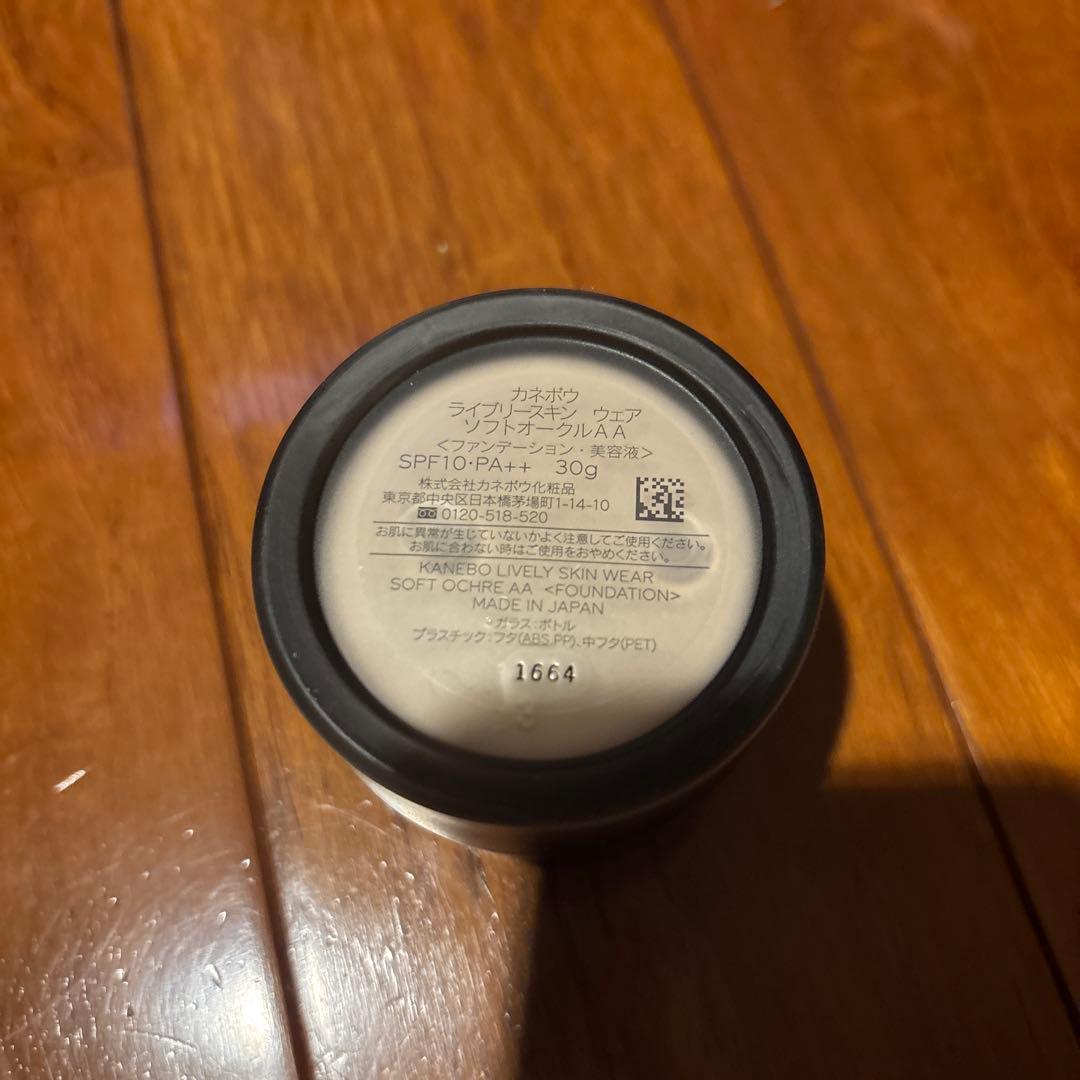 カネボウ
ライブリースキン ウェア
ソフトオークルAA
<ファンデーション・美容液>
SPF10・PA++ 30g
株式会社カネボウ化粧品
東京都中央区日本橋茅場町1-14-10
0120-518-520
お肌に異常が生じていないかよく注意してご使用ください。
お肌に合わない時はご使用をおやめください。
KANEBO LIVELY SKIN WEAR
SOFT OCHRE AA <FOUNDATION>
MADE IN JAPAN
ガラス:ボトル
プラスチック:フタ(ABS,PP)、中フタ(PET)
1664